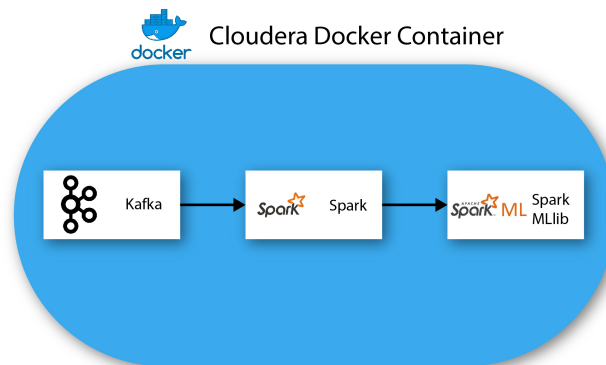 docker
Cloudera Docker Container
Kafka
Spark
Spark
APACHE
Spark ML
Spark
MLlib